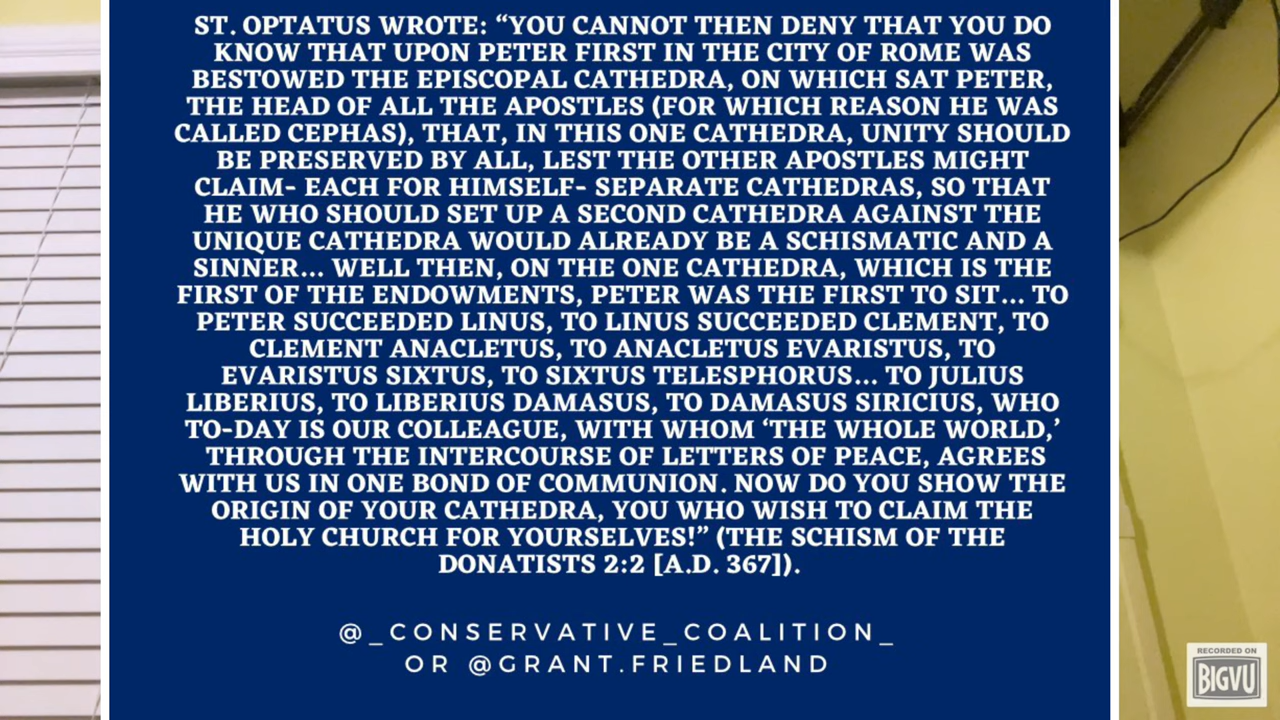 ST. OPTATUS WROTE: “YOU CANNOT THEN DENY THAT YOU DO
KNOW THAT UPON PETER FIRST IN THE CITY OF ROME WAS
BESTOWED THE EPISCOPAL CATHEDRA, ON WHICH SAT PETER,
THE HEAD OF ALL THE APOSTLES (FOR WHICH REASON HE WAS
CALLED CEPHAS), THAT, IN THIS ONE CATHEDRA, UNITY SHOULD
BE PRESERVED BY ALL, LEST THE OTHER APOSTLES MIGHT
CLAIM- EACH FOR HIMSELF- SEPARATE CATHEDRAS, SO THAT
HE WHO SHOULD SET UP A SECOND CATHEDRA AGAINST THE
UNIQUE CATHEDRA WOULD ALREADY BE A SCHISMATIC AND A
SINNER... WELL THEN, ON THE ONE CATHEDRA, WHICH IS THE
FIRST OF THE ENDOWMENTS, PETER WAS THE FIRST TO SIT... TO
PETER SUCCEEDED LINUS, TO LINUS SUCCEEDED CLEMENT, TO
CLEMENT ANACLETUS, TO ANACLETUS EVARISTUS, TO
EVARISTUS SIXTUS, TO SIXTUS TELESPHORUS... TO JULIUS
LIBERIUS, TO LIBERIUS DAMASUS, TO DAMASUS SIRICIUS, WHO
TO-DAY IS OUR COLLEAGUE, WITH WHOM ‘THE WHOLE WORLD,’
THROUGH THE INTERCOURSE OF LETTERS OF PEACE, AGREES
WITH US IN ONE BOND OF COMMUNION. NOW DO YOU SHOW THE
ORIGIN OF YOUR CATHEDRA, YOU WHO WISH TO CLAIM THE
HOLY CHURCH FOR YOURSELVES!” (THE SCHISM OF THE
DONATISTS 2:2 [A.D. 367]).
@_CONSERVATIVE_COALITION_
OR @GRANT.FRIEDLAND
RECORDED ON
BIGVU